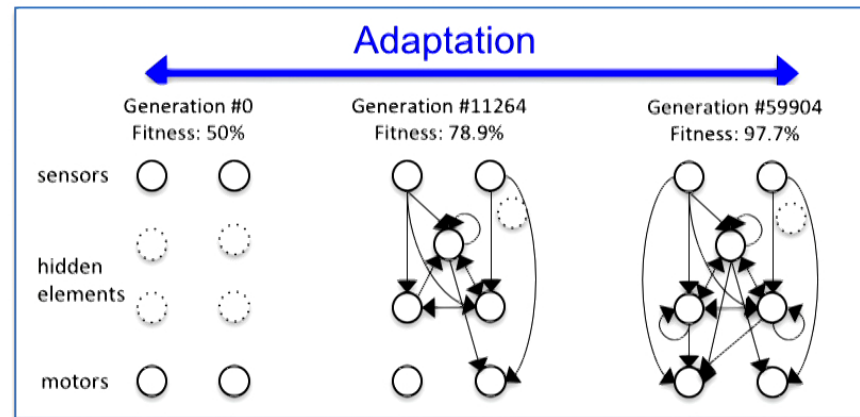 Adaptation
Generation #0
Fitness: 50%
Generation #11264
Fitness: 78.9%
Generation #59904
Fitness: 97.7%
sensors
hidden
elements
motors